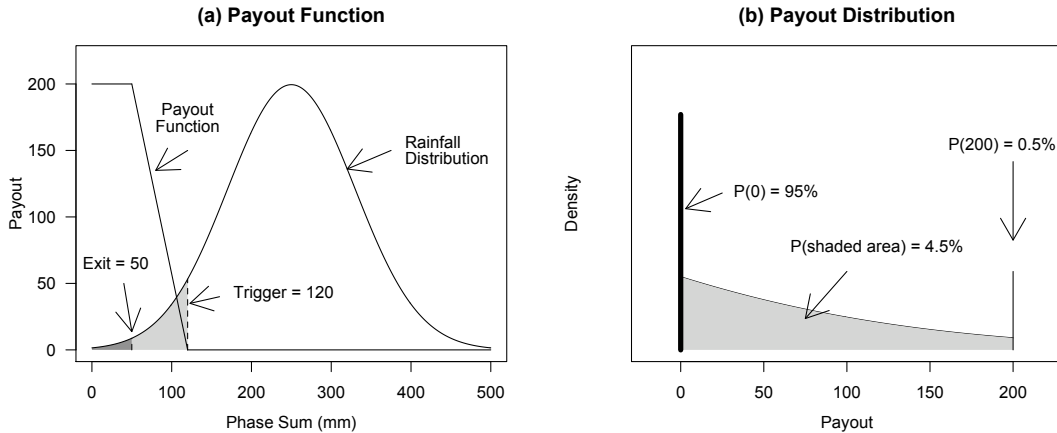 (a) Payout Function
Payout
200
150
100
50
0
Payout
Function
Rainfall
Distribution
Exit = 50
Trigger = 120
0
100
200
300
400
500
Phase Sum (mm)
(b) Payout Distribution
Density
P(200) = 0.5%
P(0) = 95%
P(shaded area) = 4.5%
0
50
100
150
200
Payout